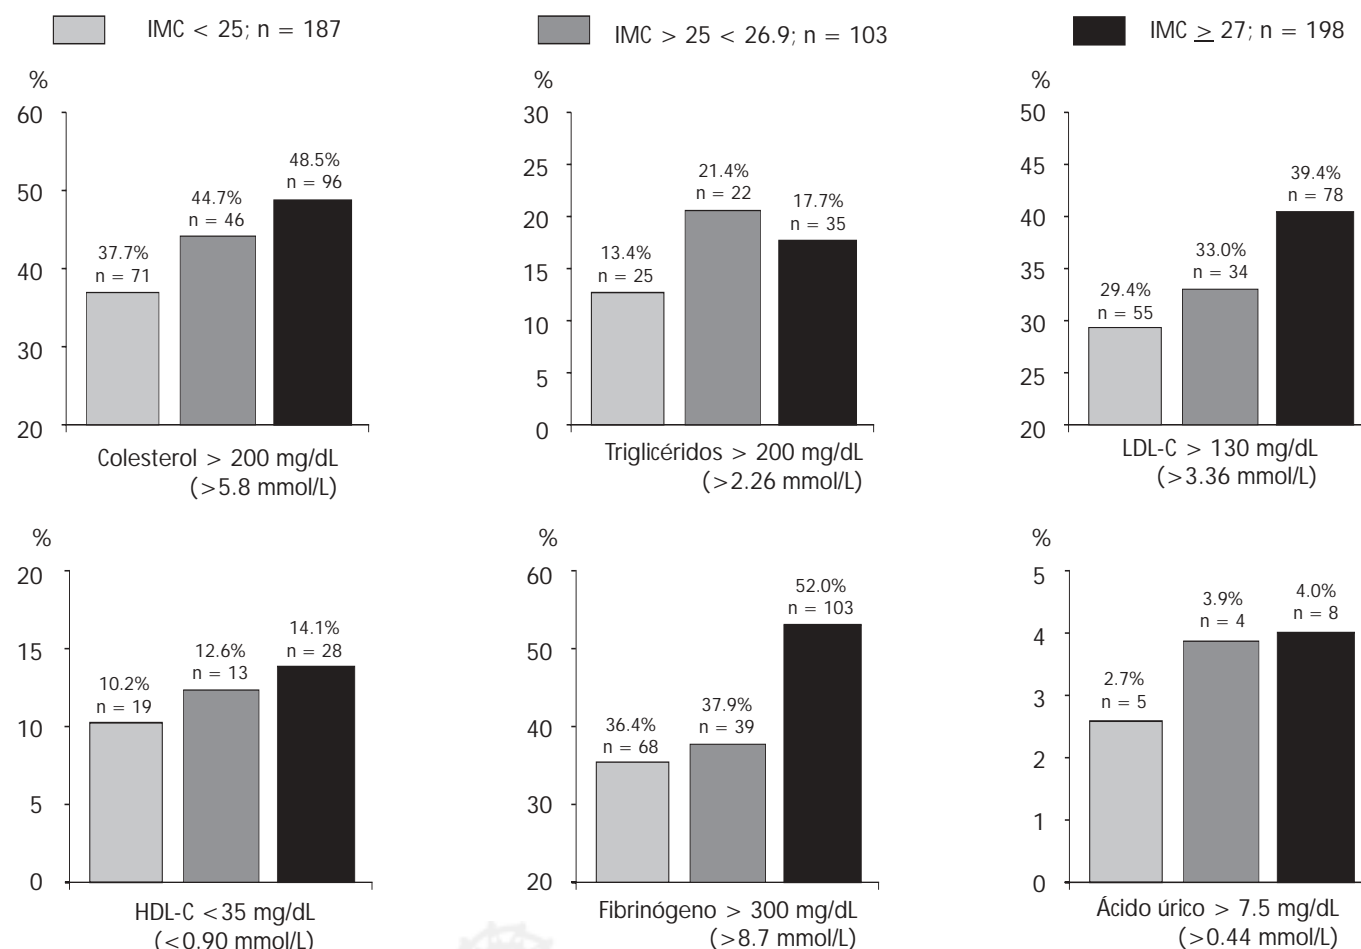 IMC < 25; n = 187
IMC > 25 < 26.9; n = 103
IMC ≥ 27; n = 198
%
60
50
40
30
20
37.7%
n = 71
44.7%
n = 46
48.5%
n = 96
Colesterol > 200 mg/dL
(>5.8 mmol/L)
%
30
25
20
15
10
5
0
13.4%
n = 25
21.4%
n = 22
17.7%
n = 35
Triglicéridos > 200 mg/dL
(>2.26 mmol/L)
%
50
45
40
35
30
25
20
29.4%
n = 55
33.0%
n = 34
39.4%
n = 78
LDL-C > 130 mg/dL
(>3.36 mmol/L)
%
20
15
10
5
0
10.2%
n = 19
12.6%
n = 13
14.1%
n = 28
HDL-C <35 mg/dL
(<0.90 mmol/L)
%
60
50
40
30
20
36.4%
n = 68
37.9%
n = 39
52.0%
n = 103
Fibrinógeno > 300 mg/dL
(>8.7 mmol/L)
%
5
4
3
2
1
0
2.7%
n = 5
3.9%
n = 4
4.0%
n = 8
Ácido úrico > 7.5 mg/dL
(>0.44 mmol/L)